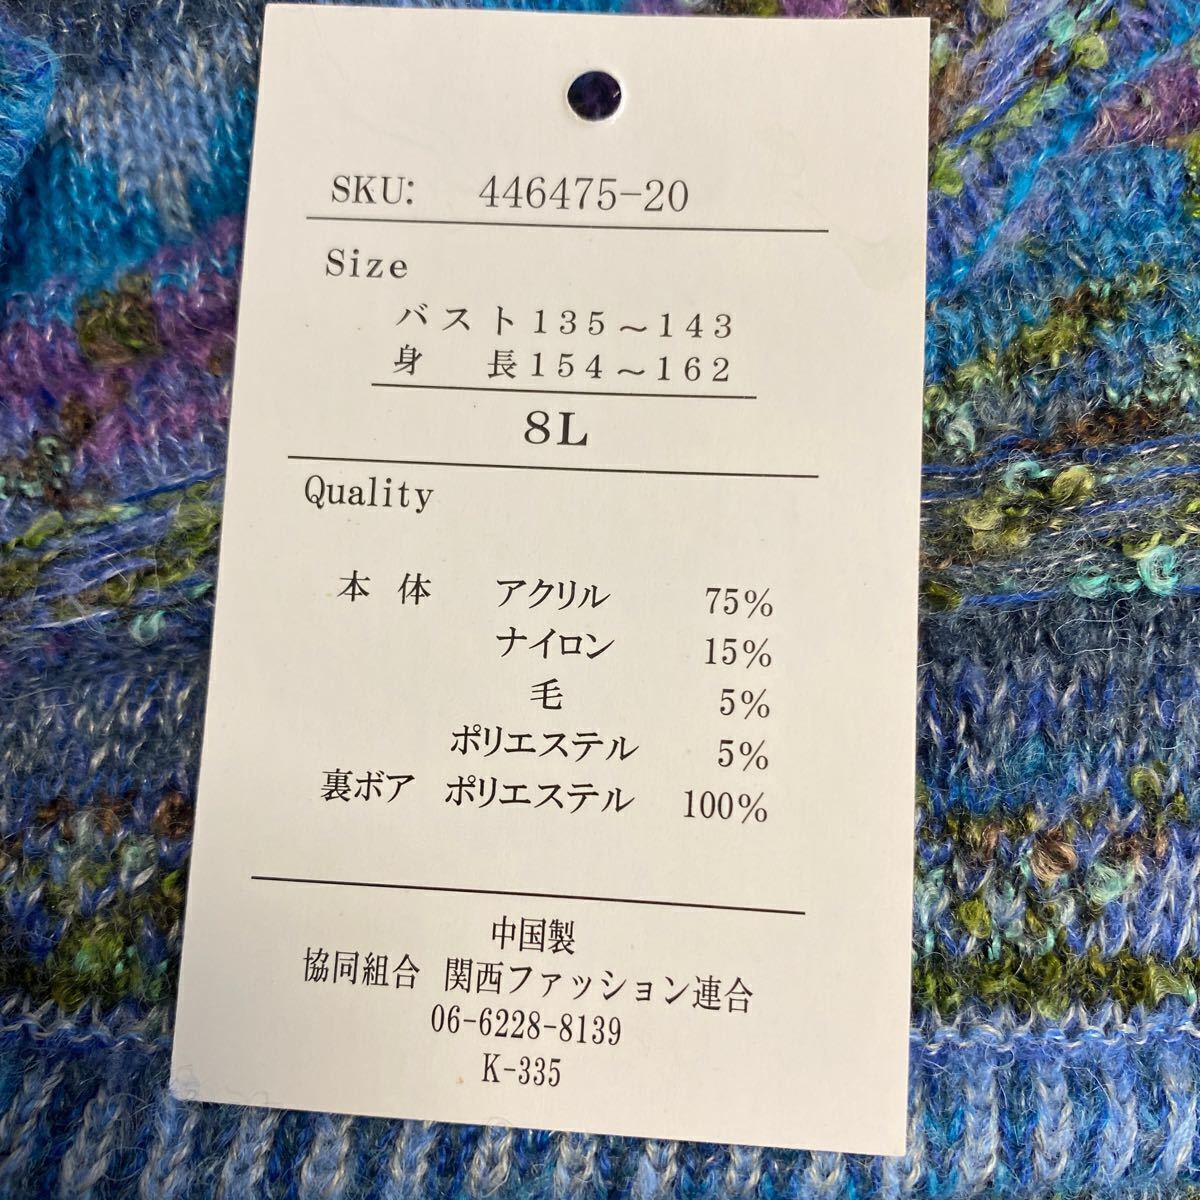 SKU: 446475-20
Size
バスト135~143
身 長154~162
8L
Quality
本体 アクリル 75%
ナイロン 15%
毛 5%
ポリエステル 5%
裏ボア ポリエステル 100%
中国製
協同組合 関西ファッション連合
06-6228-8139
K-335